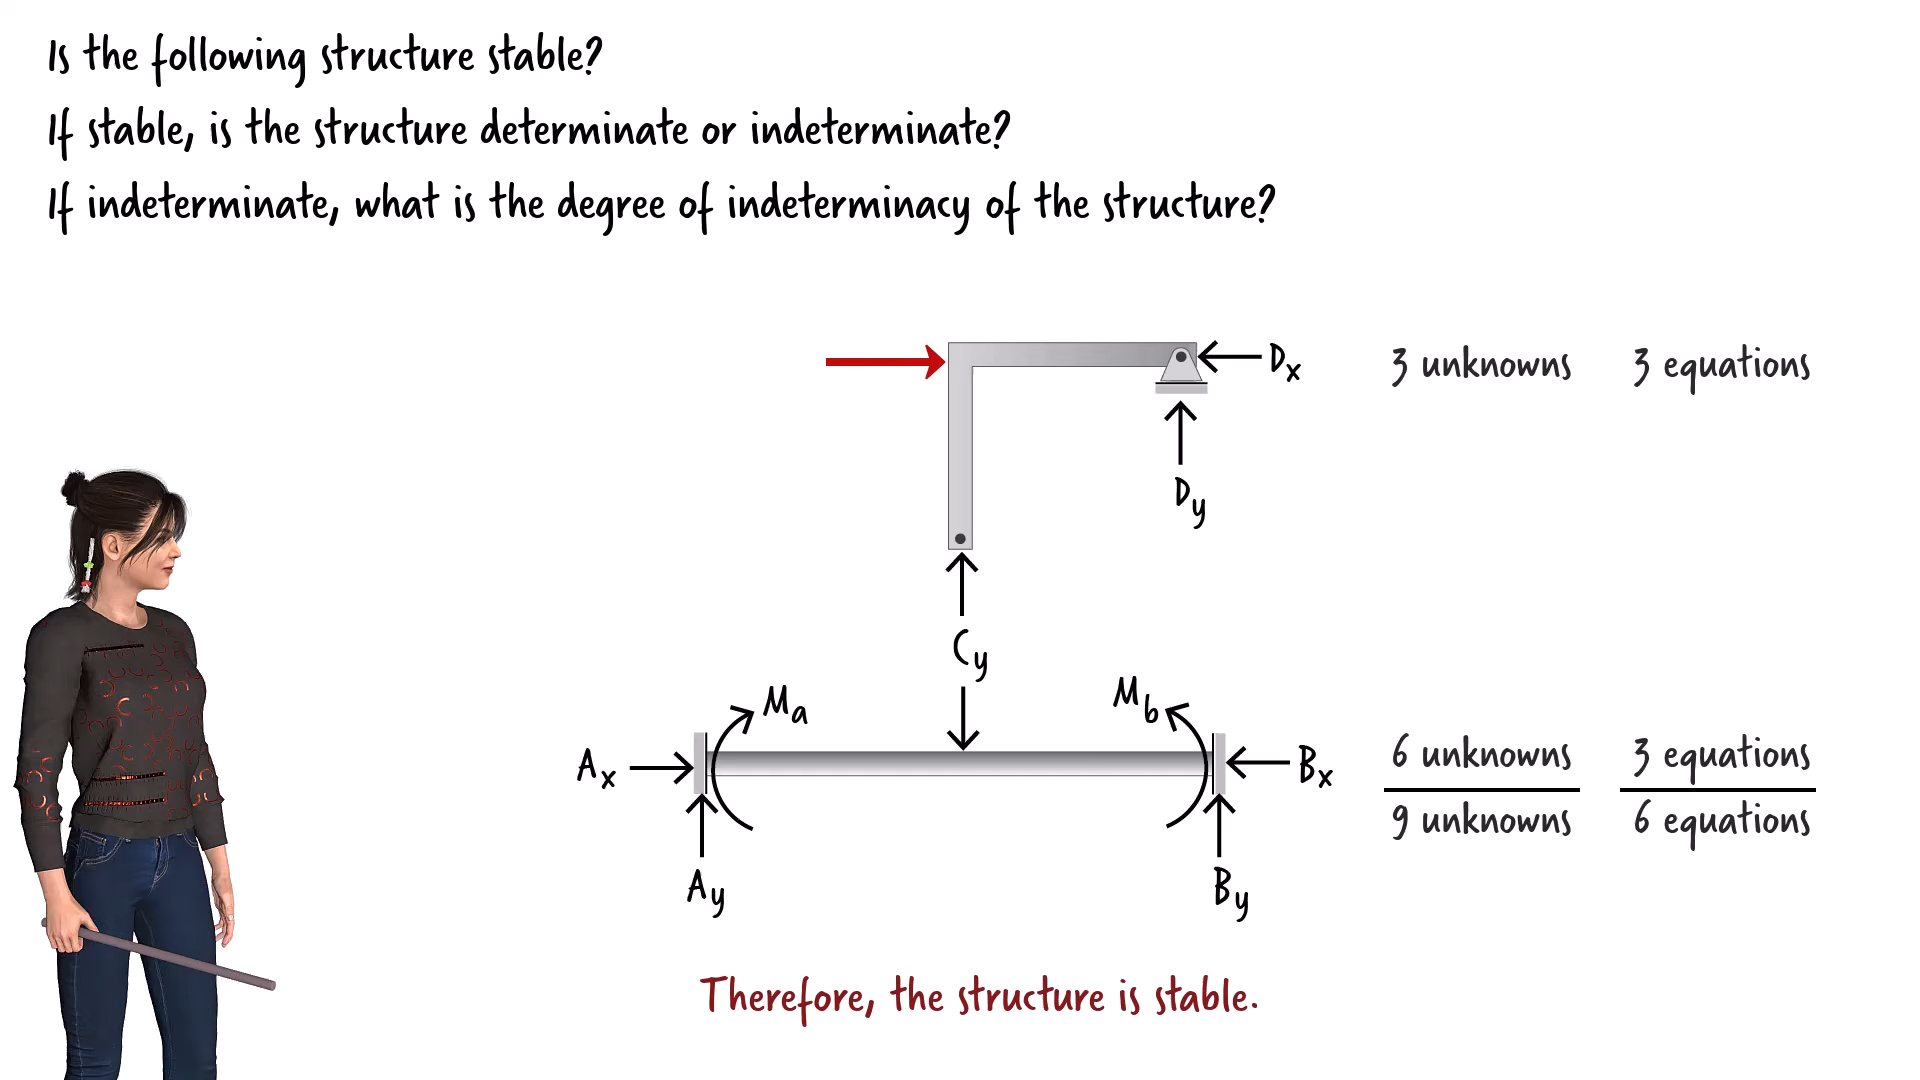 Is the following structure stable?
If stable, is the structure determinate or indeterminate?
If indeterminate, what is the degree of indeterminacy of the structure?
Dx 3 unknowns 3 equations
Dy
Cy
Ma Mb
Ax Bx 6 unknowns 3 equations
9 unknowns 6 equations
Ay By
Therefore, the structure is stable.